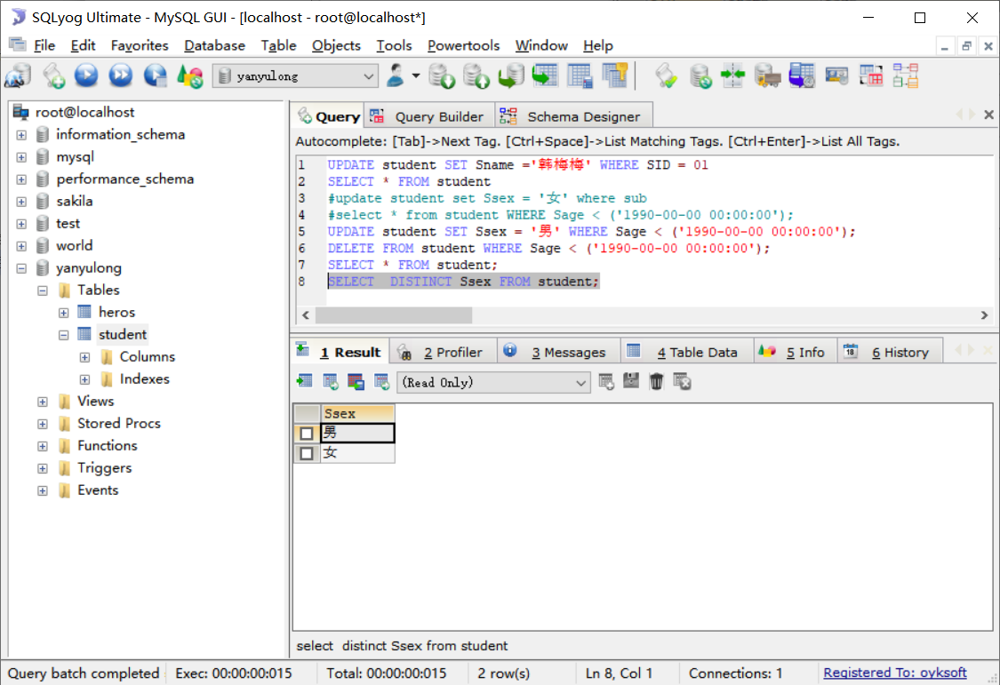 SQLyog Ultimate - MySQL GUI - [localhost - root@localhost*]
File Edit Favorites Database Table Objects Tools Powertools Window Help
yanyulong
root@localhost
information_schema
mysql
performance_schema
sakila
test
world
yanyulong
Tables
heros
student
Columns
Indexes
Views
Stored Procs
Functions
Triggers
Events
Query Query Builder Schema Designer
Autocomplete: [Tab]->Next Tag. [Ctrl+Space]->List Matching Tags. [Ctrl+Enter]->List All Tags.
1 UPDATE student SET Sname ='韩梅梅' WHERE SID = 01
2 SELECT * FROM student
3 #update student set Ssex = '女' where sub
4 #select * from student WHERE Sage < ('1990-00-00 00:00:00');
5 UPDATE student SET Ssex = '男' WHERE Sage < ('1990-00-00 00:00:00');
6 DELETE FROM student WHERE Sage < ('1990-00-00 00:00:00');
7 SELECT * FROM student;
8 SELECT  DISTINCT Ssex FROM student;
1 Result 2 Profiler 3 Messages 4 Table Data 18 5 Info 6 History
(Read Only)
Ssex
男
女
select  distinct Ssex from student
Query batch completed Exec: 00:00:00:015 Total: 00:00:00:015 2 row(s) Ln 8, Col 1 Connections: 1 Registered To: oyksoft